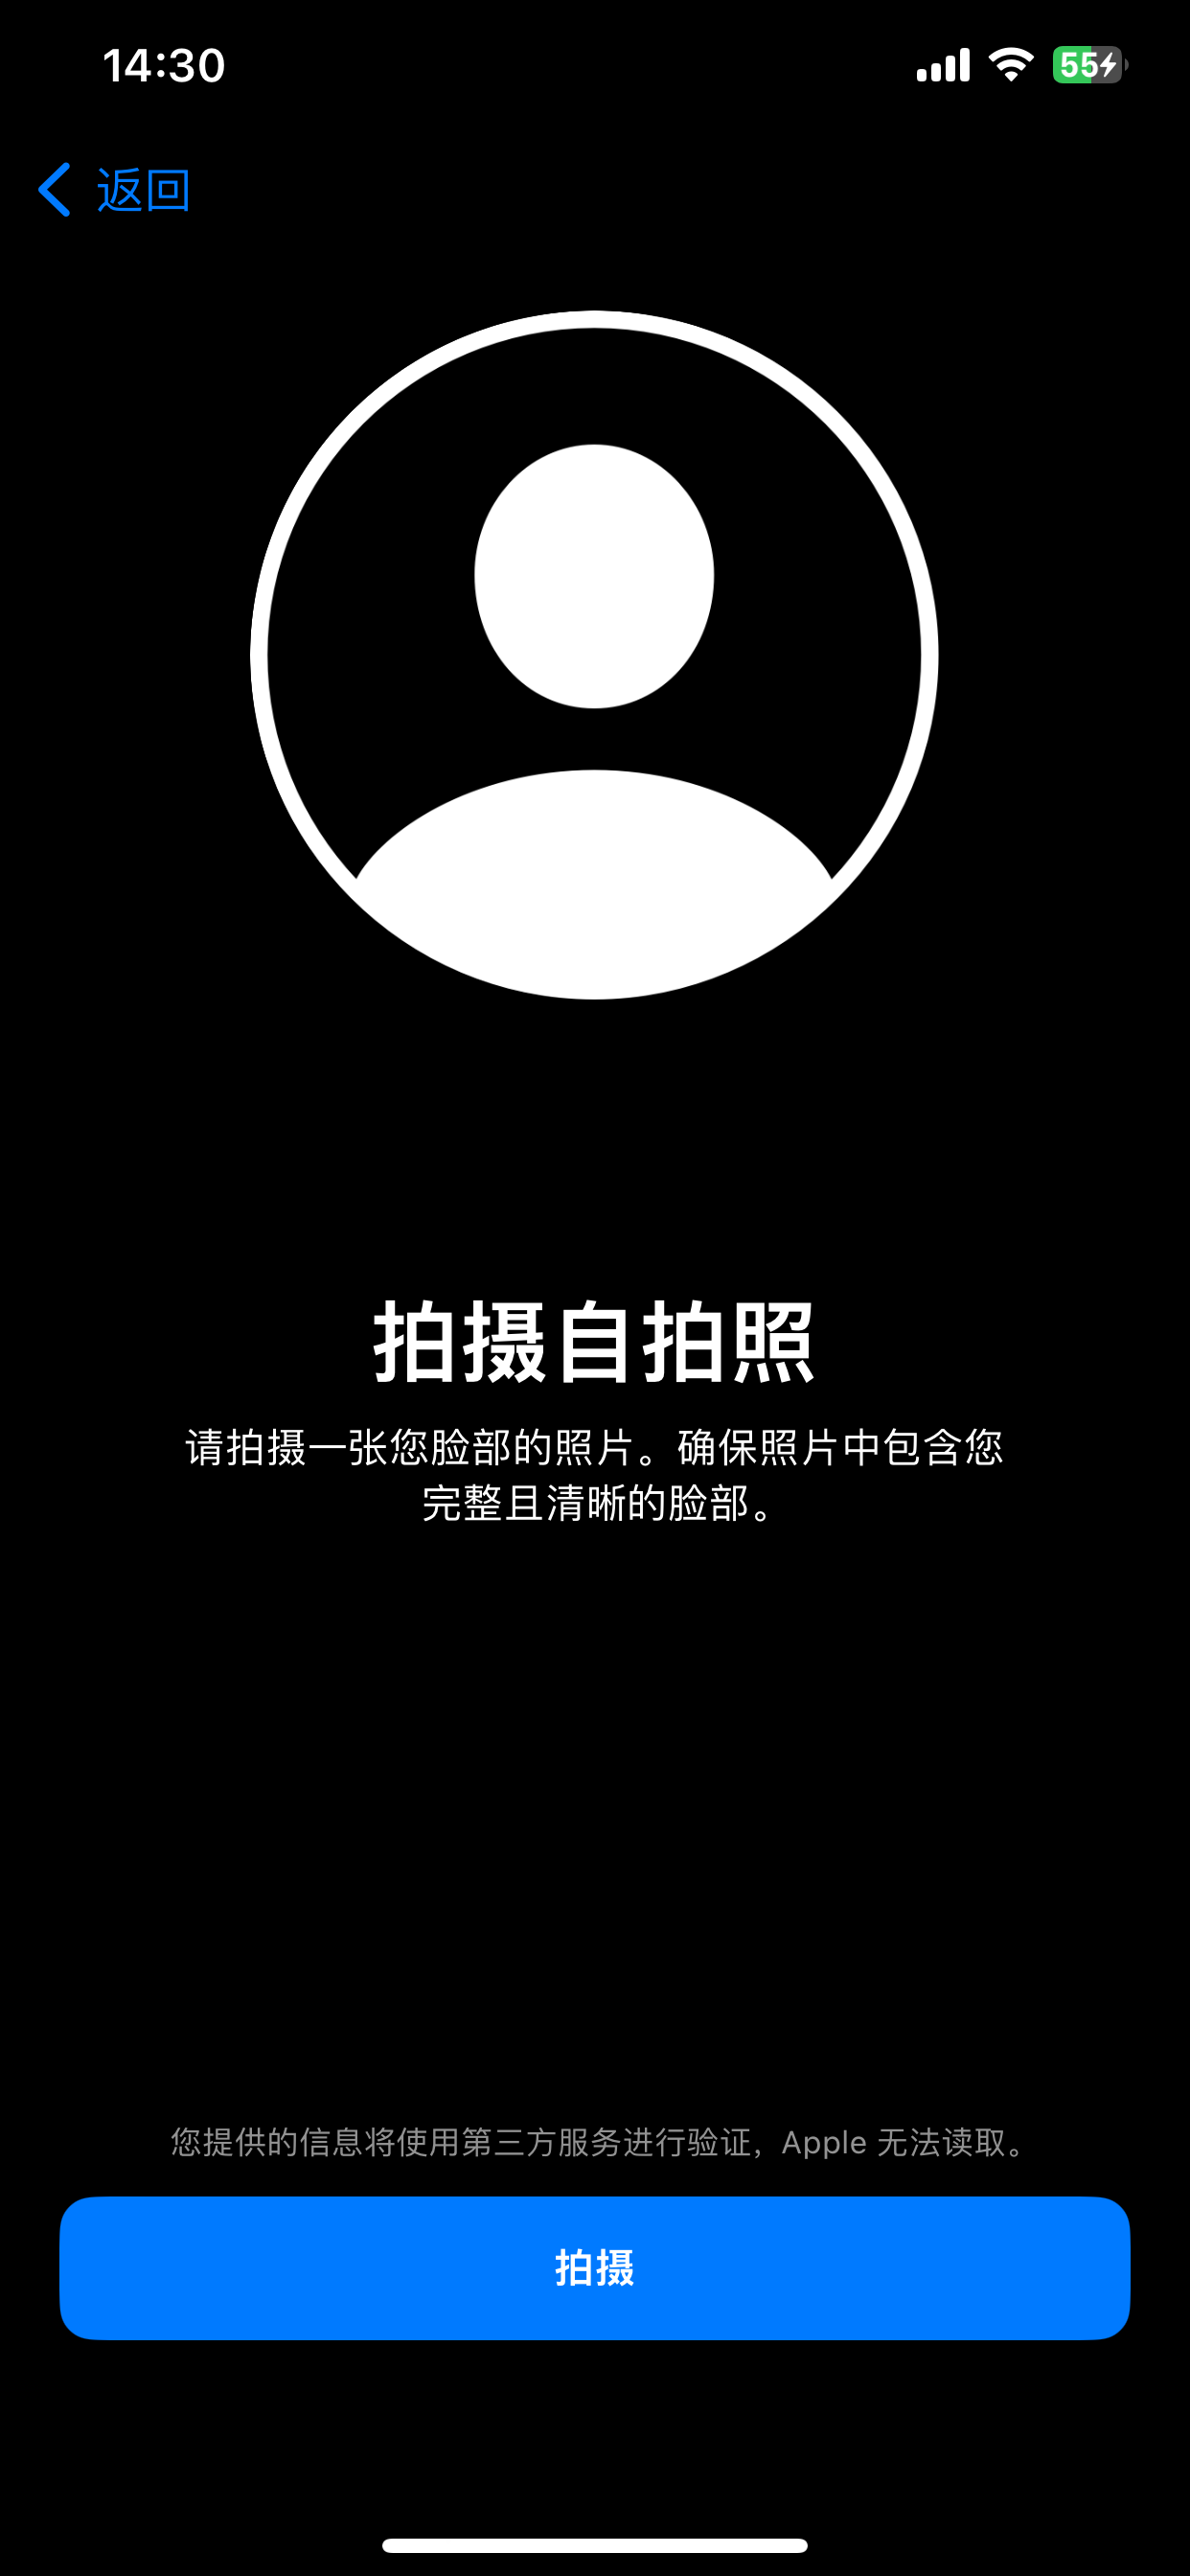 14:30
55
返回
拍摄自拍照
请拍摄一张您脸部的照片。确保照片中包含您
完整且清晰的脸部。
您提供的信息将使用第三方服务进行验证，Apple 无法读取。
拍摄